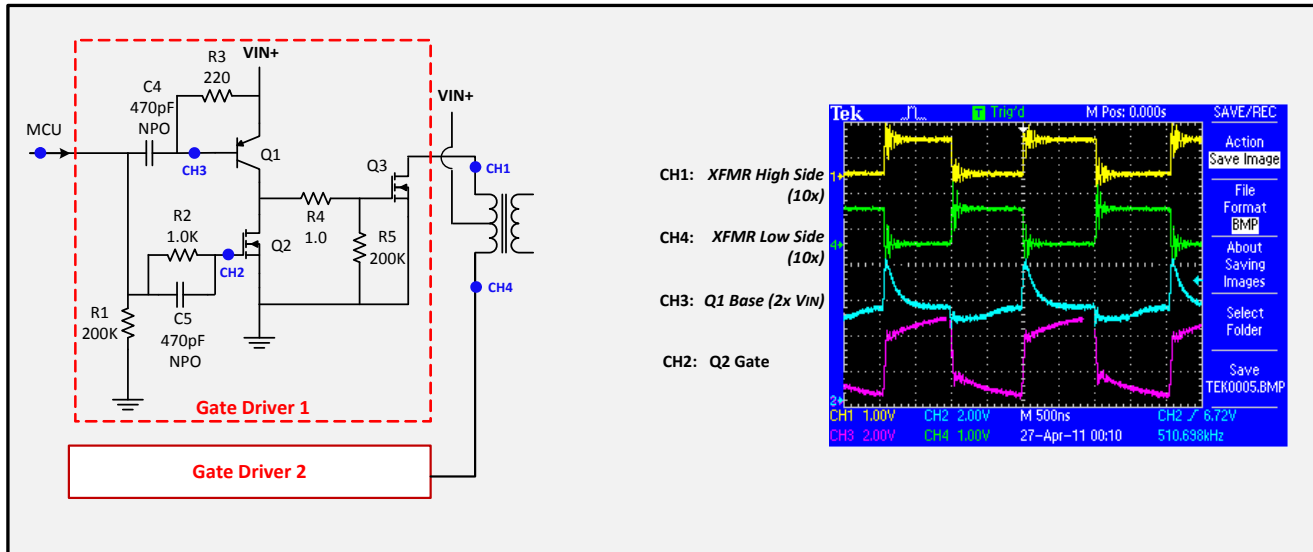 VIN+
R3
220
C4
470pF
NPO
MCU
CH3
Q1
VIN+
Q3
CH1
R2
1.0K
CH2
Q2
R4
1.0
R5
200K
CH4
R1
200K
C5
470pF
NPO
Gate Driver 1
Gate Driver 2
CH1: XFMR High Side
(10x)
CH4: XFMR Low Side
(10x)
CH3: Q1 Base (2x VIN)
CH2: Q2 Gate
Tek T Trig'd M Pos: 0.000s SAVE/REC
Action
Save Image
File
Format
BMP
About
Saving
Images
Select
Folder
Save
TEK0005.BMP
1
4
2
CH1 1.00V CH2 2.00V M 500ns CH2 / 6.72V
CH3 2.00V CH4 1.00V 27-Apr-11 00:10 510.698kHz